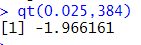 > qt(0.025,384)
[1] -1.966161
>